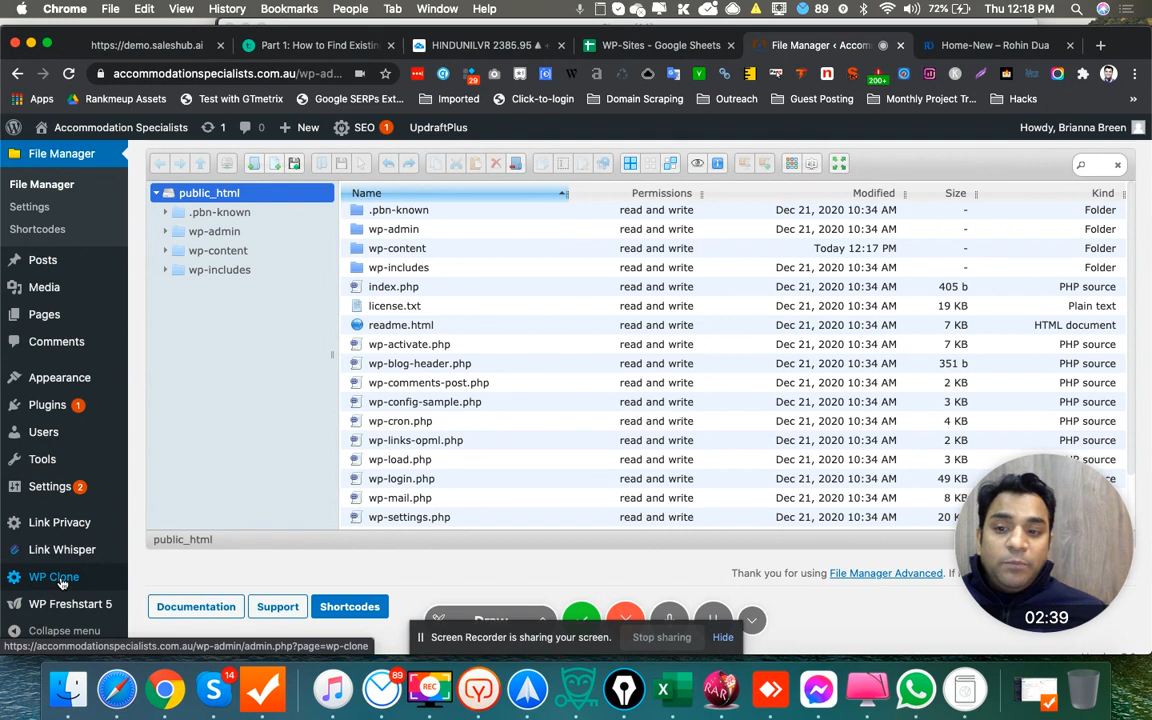 Chrome File Edit View History Bookmarks People Tab Window Help 89 72% Thu 12:18 PM
https://demo.saleshub.ai × Part 1: How to Find Existin × HINDUNILVR 2385.95 × WP-Sites - Google Sheets × File Manager ‹ Accom × Home-New – Rohin Dua ×
accommodationspecialists.com.au/wp-ad... 29 200+
Apps Rankmeup Assets Test with GTmetrix Google SERPs Ext... Imported Click-to-login Domain Scraping Outreach Guest Posting Monthly Project Tr... Hacks »
Accommodation Specialists 1 0 New SEO 1 UpdraftPlus Howdy, Brianna Breen
File Manager
File Manager
Settings
Shortcodes
Posts
Media
Pages
Comments
Appearance
Plugins 1
Users
Tools
Settings 2
Link Privacy
Link Whisper
WP Clone
WP Freshstart 5
Collapse menu
public_html
.pbn-known
wp-admin
wp-content
wp-includes
Name Permissions Modified Size Kind
.pbn-known read and write Dec 21, 2020 10:34 AM - Folder
wp-admin read and write Dec 21, 2020 10:34 AM - Folder
wp-content read and write Today 12:17 PM - Folder
wp-includes read and write Dec 21, 2020 10:34 AM - Folder
index.php read and write Dec 21, 2020 10:34 AM 405 b PHP source
license.txt read and write Dec 21, 2020 10:34 AM 19 KB Plain text
readme.html read and write Dec 21, 2020 10:34 AM 7 KB HTML document
wp-activate.php read and write Dec 21, 2020 10:34 AM 7 KB PHP source
wp-blog-header.php read and write Dec 21, 2020 10:34 AM 351 b PHP source
wp-comments-post.php read and write Dec 21, 2020 10:34 AM 2 KB PHP source
wp-config-sample.php read and write Dec 21, 2020 10:34 AM 3 KB PHP source
wp-cron.php read and write Dec 21, 2020 10:34 AM 4 KB PHP source
wp-links-opml.php read and write Dec 21, 2020 10:34 AM 2 KB PHP source
wp-load.php read and write Dec 21, 2020 10:34 AM 3 KB PHP source
wp-login.php read and write Dec 21, 2020 10:34 AM 49 KB
wp-mail.php read and write Dec 21, 2020 10:34 AM 8 KB
wp-settings.php read and write Dec 21, 2020 10:34 AM 20 K
public_html
Thank you for using File Manager Advanced. If
Documentation Support Shortcodes
02:39
Screen Recorder is sharing your screen. Stop sharing Hide
https://accommodationspecialists.com.au/wp-admin/admin.php?page=wp-clone
14 89 REC RAR